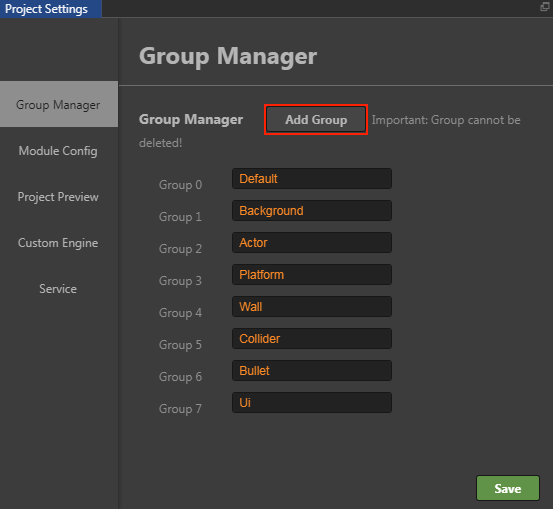 Project Settings
Group Manager
Group Manager
Module Config
Project Preview
Custom Engine
Service
Group Manager Add Group Important: Group cannot be
deleted!
Group 0 Default
Group 1 Background
Group 2 Actor
Group 3 Platform
Group 4 Wall
Group 5 Collider
Group 6 Bullet
Group 7 Ui
Save